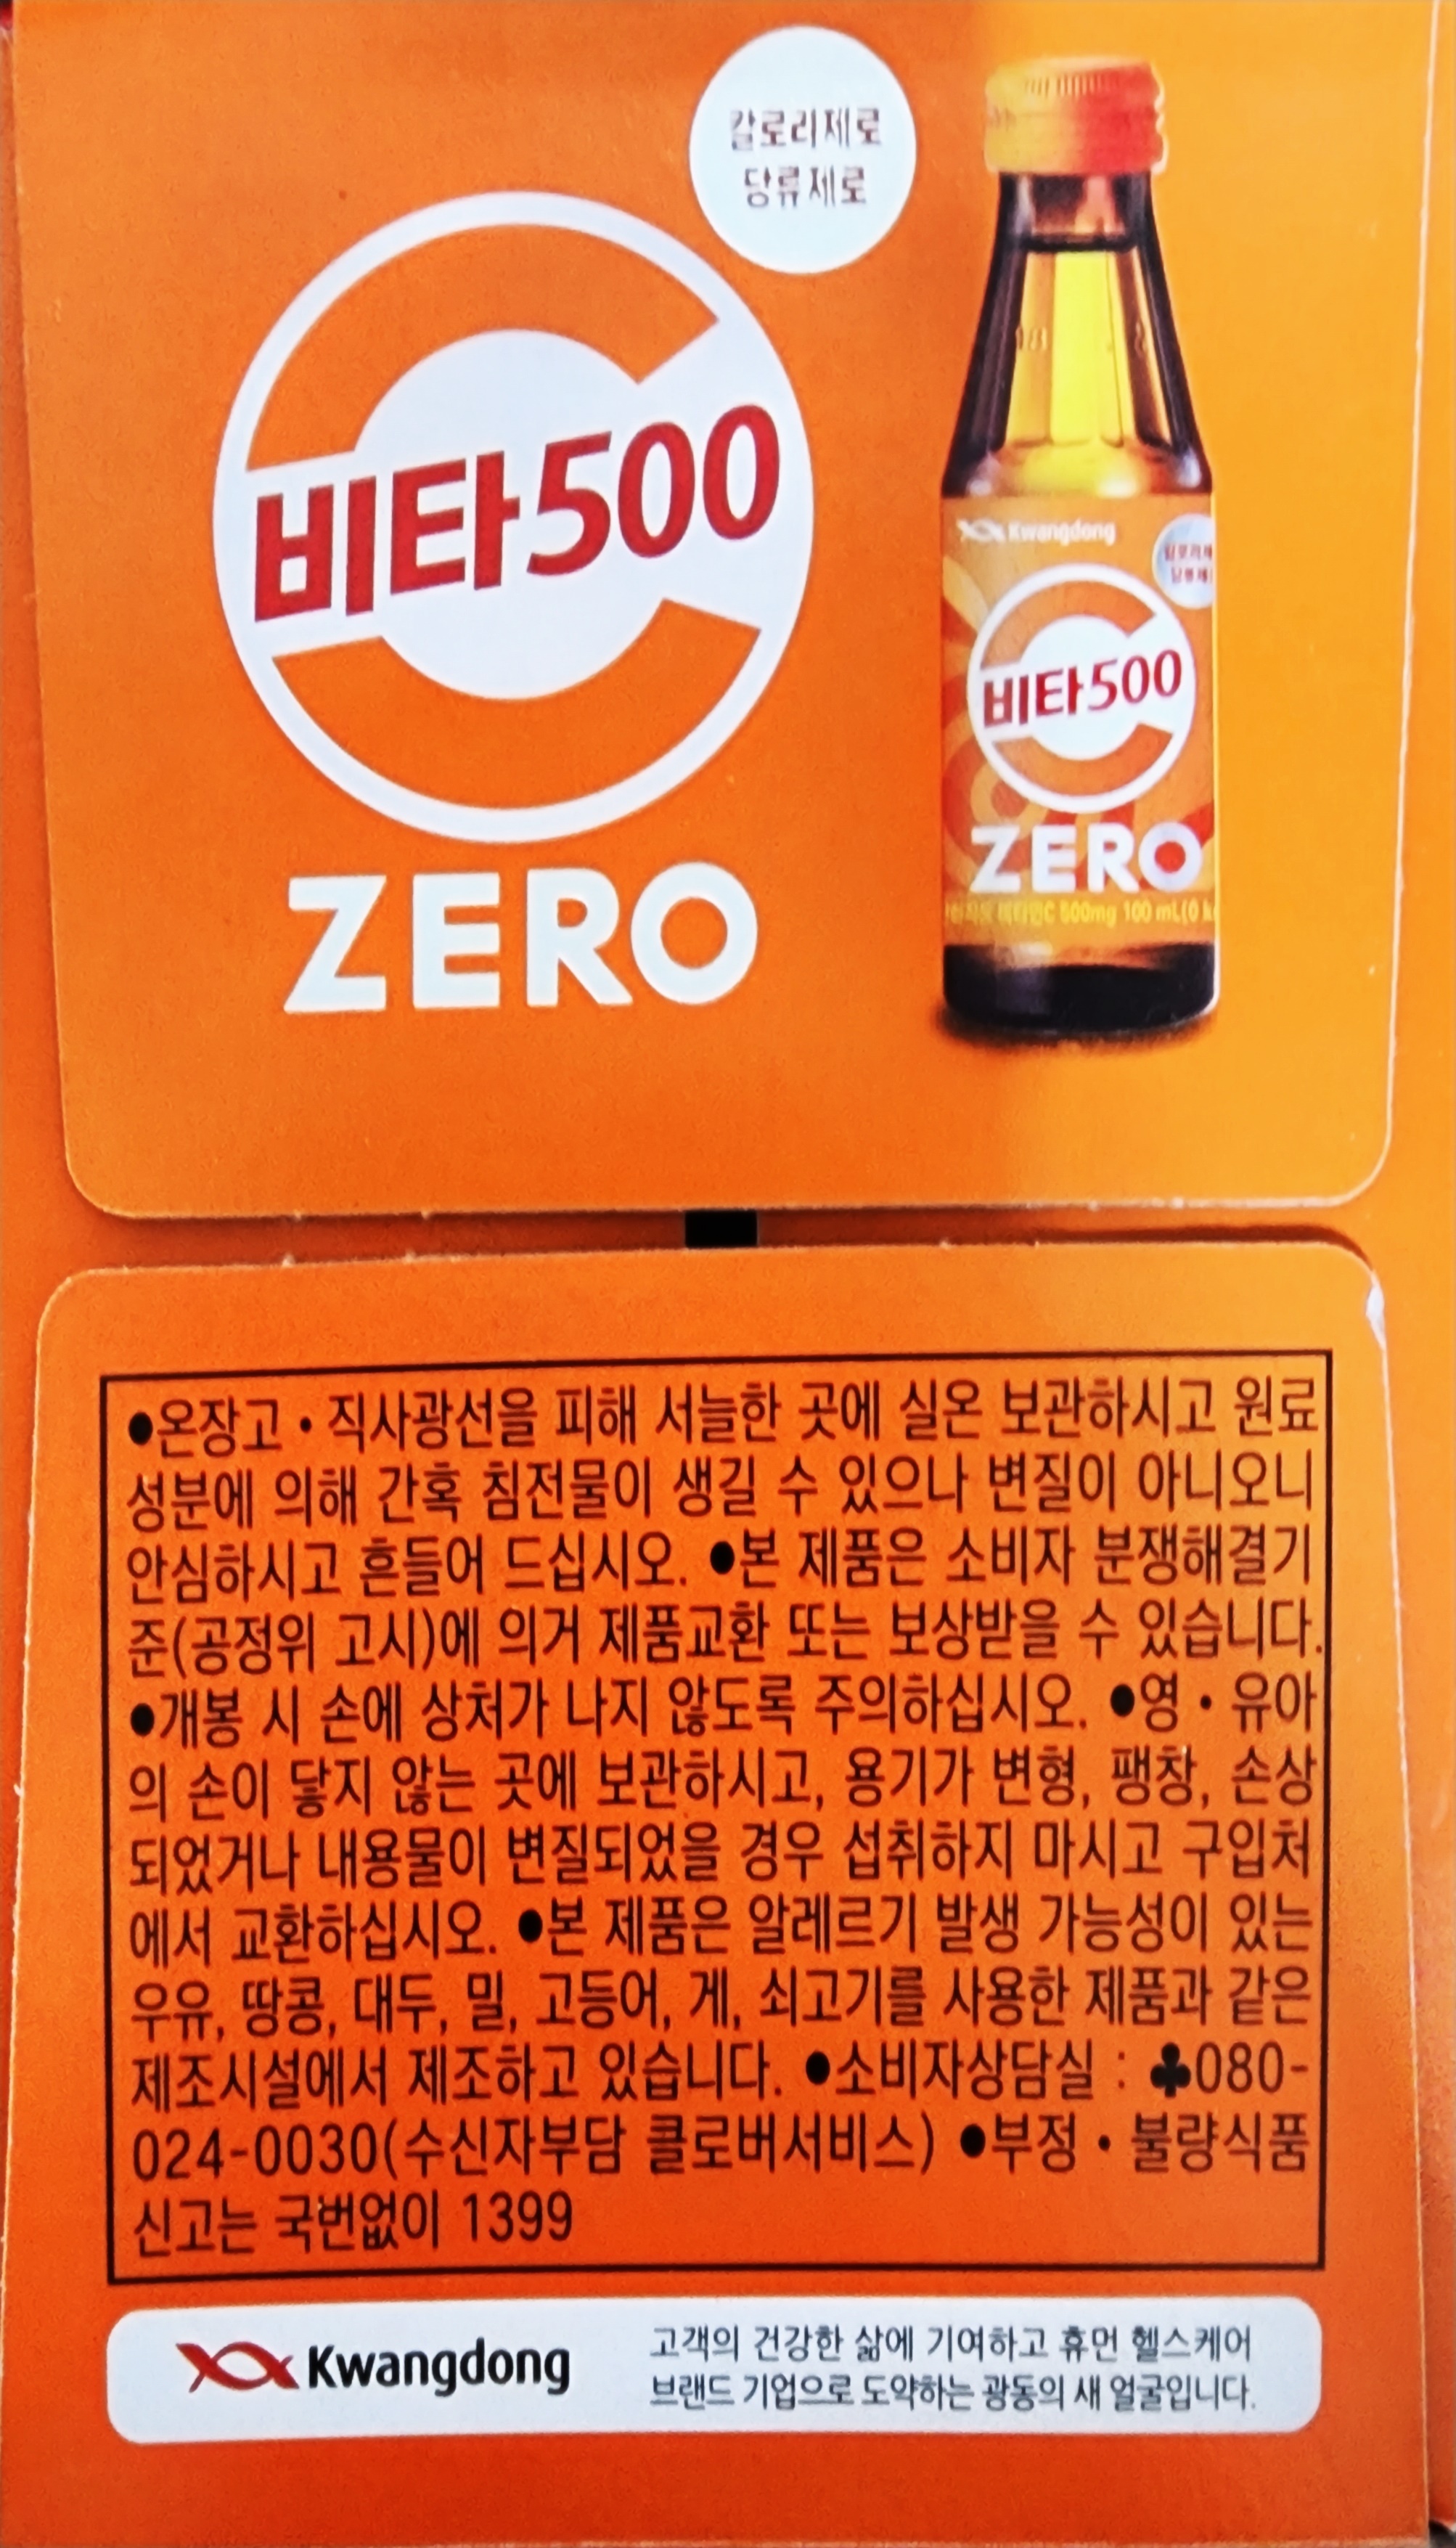 칼로리제로
당류제로
비타500
ZERO
Kwangdong
칼로리제
당류제
비타500
ZERO
비타민C 500mg 100 mL(0 k
●온장고・직사광선을 피해 서늘한 곳에 실온 보관하시고 원료
성분에 의해 간혹 침전물이 생길 수 있으나 변질이 아니오니
안심하시고 흔들어 드십시오. ●본 제품은 소비자 분쟁해결기
준(공정위 고시)에 의거 제품교환 또는 보상받을 수 있습니다.
●개봉 시 손에 상처가 나지 않도록 주의하십시오. ●영・유아
의 손이 닿지 않는 곳에 보관하시고, 용기가 변형, 팽창, 손상
되었거나 내용물이 변질되었을 경우 섭취하지 마시고 구입처
에서 교환하십시오. ●본 제품은 알레르기 발생 가능성이 있는
우유, 땅콩, 대두, 밀, 고등어, 게, 쇠고기를 사용한 제품과 같은
제조시설에서 제조하고 있습니다. ●소비자상담실 : ♣080-
024-0030(수신자부담 클로버서비스) ●부정・불량식품
신고는 국번없이 1399
Kwangdong
고객의 건강한 삶에 기여하고 휴먼 헬스케어
브랜드 기업으로 도약하는 광동의 새 얼굴입니다.